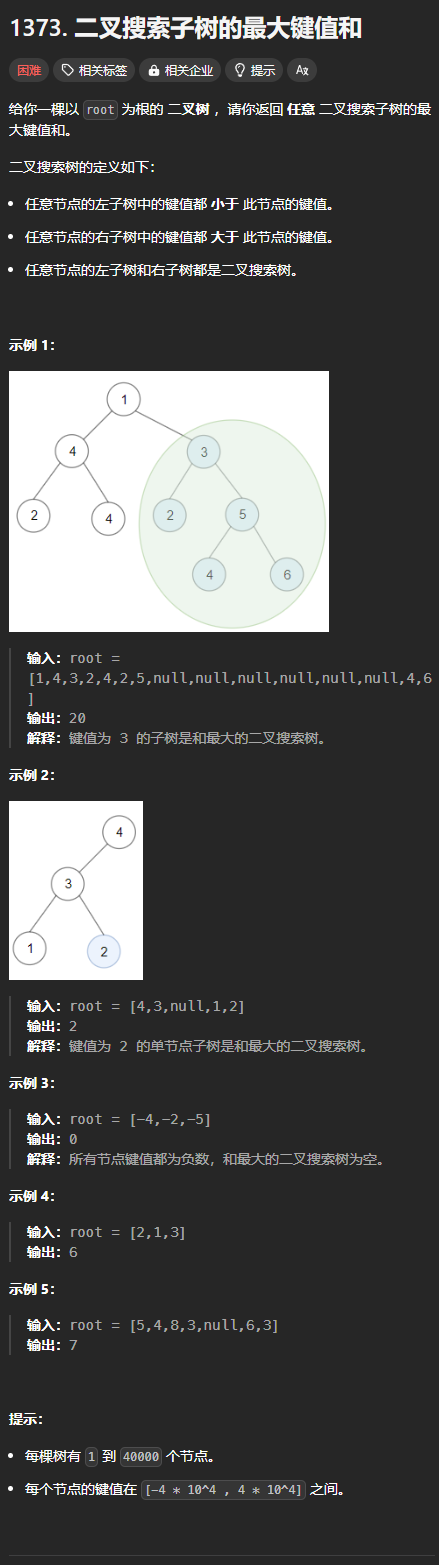 1373. 二叉搜索子树的最大键值和
困难 相关标签 相关企业 提示 A文
给你一棵以 root 为根的 二叉树 ，请你返回 任意 二叉搜索子树的最
大键值和。
二叉搜索树的定义如下：
• 任意节点的左子树中的键值都 小于 此节点的键值。
• 任意节点的右子树中的键值都 大于 此节点的键值。
• 任意节点的左子树和右子树都是二叉搜索树。
示例 1：
1
4 3
2 4 2 5
4 6
输入：root =
[1,4,3,2,4,2,5,null,null,null,null,null,null,4,6
]
输出：20
解释：键值为 3 的子树是和最大的二叉搜索树。
示例 2：
4
3
1 2
输入：root = [4,3,null,1,2]
输出：2
解释：键值为 2 的单节点子树是和最大的二叉搜索树。
示例 3：
输入：root = [-4,-2,-5]
输出：0
解释：所有节点键值都为负数，和最大的二叉搜索树为空。
示例 4：
输入：root = [2,1,3]
输出：6
示例 5：
输入：root = [5,4,8,3,null,6,3]
输出：7
提示：
• 每棵树有 1 到 40000 个节点。
• 每个节点的键值在 [-4 * 10^4 , 4 * 10^4] 之间。